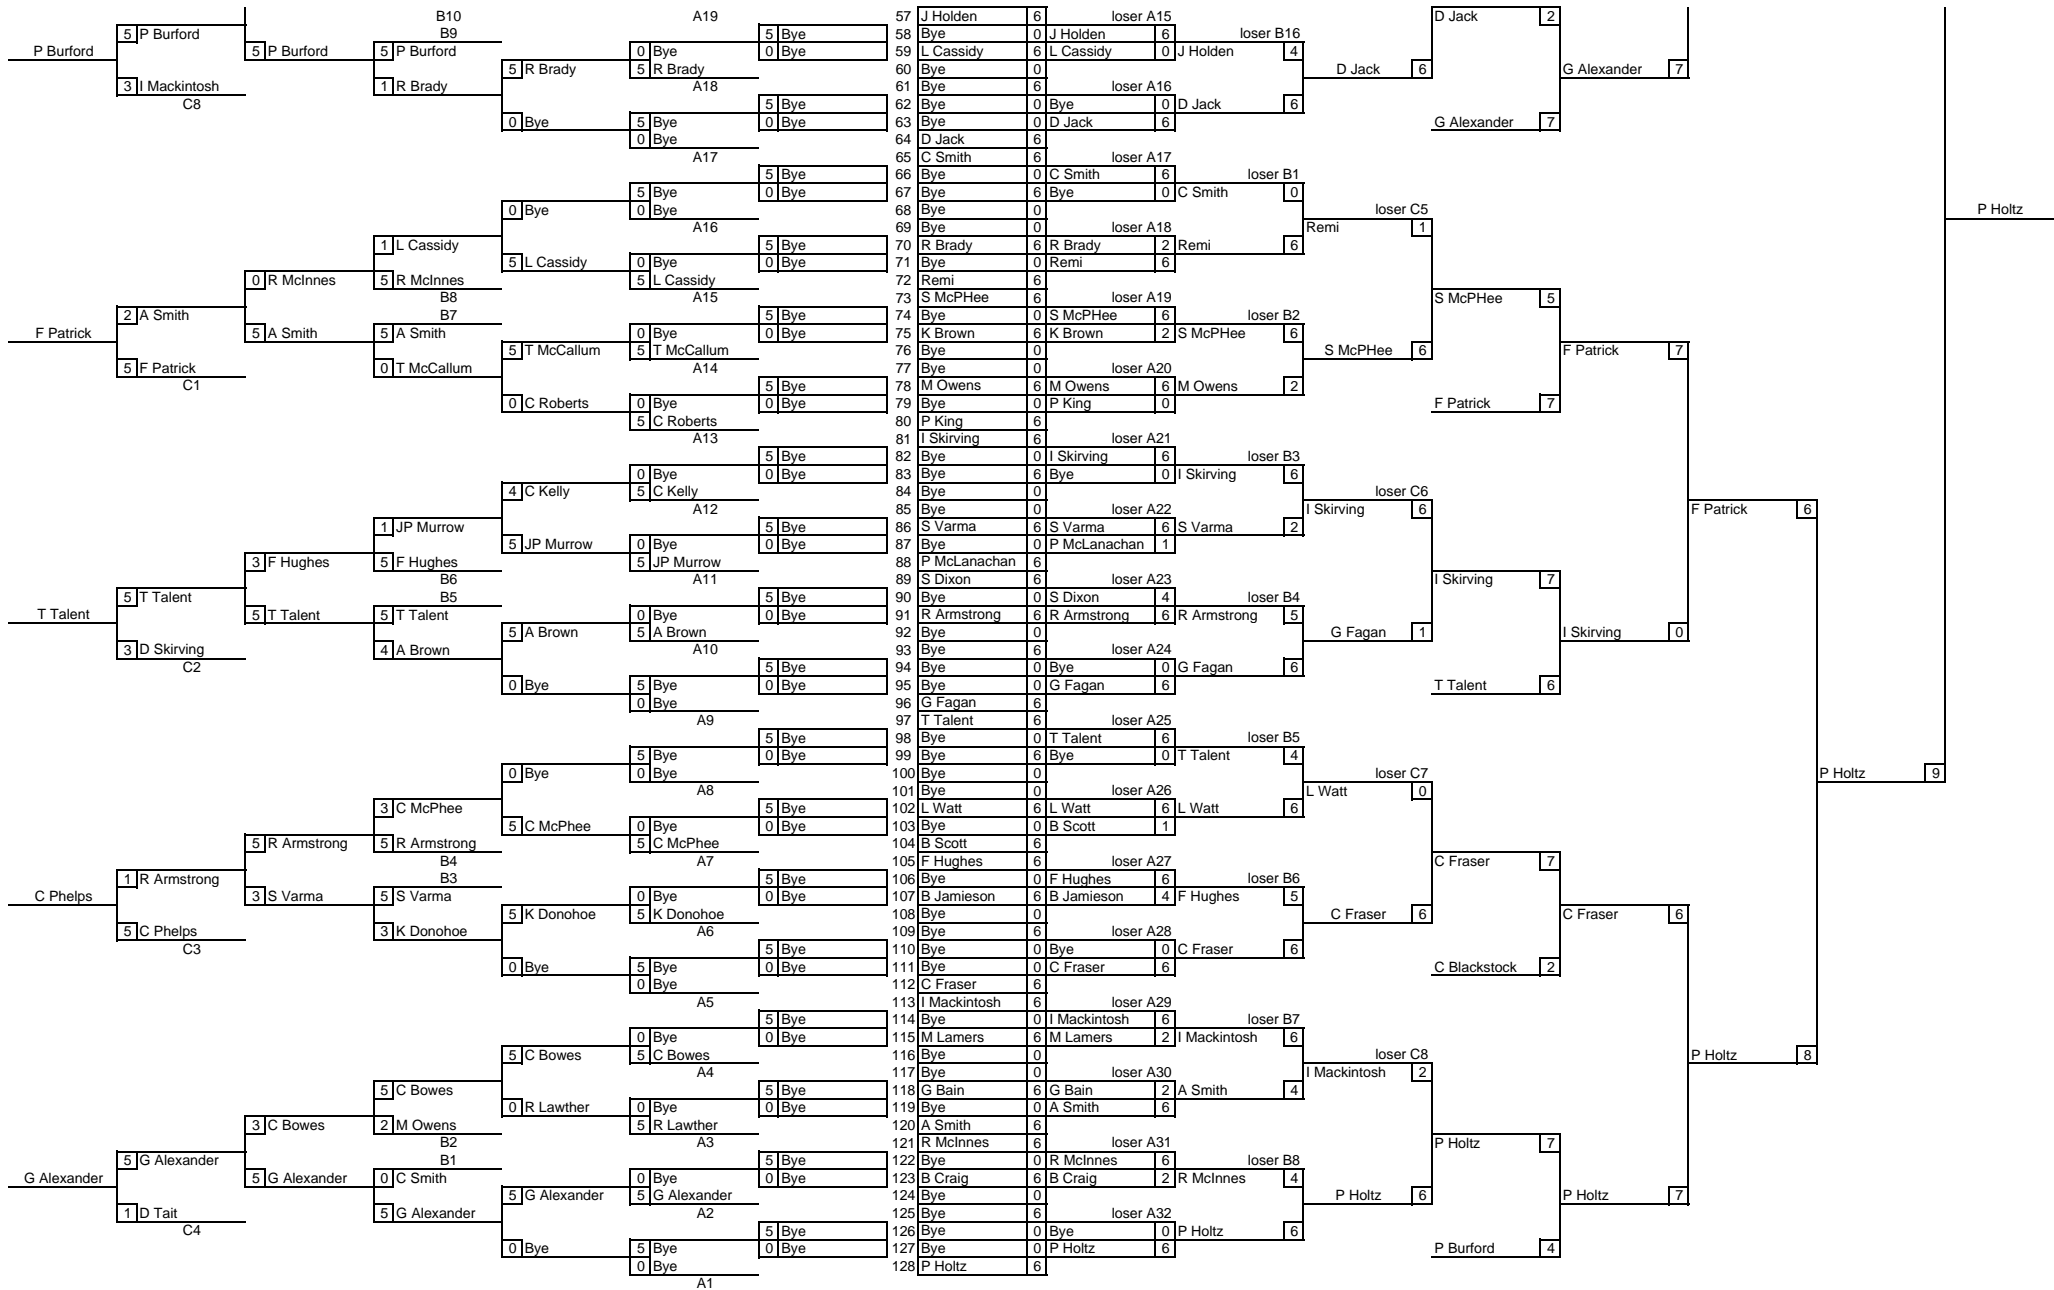 B10 A19 57 J Holden 6 loser A15 D Jack 2
5 P Burford B9 5 Bye 58 Bye 0 J Holden 6 loser B16
P Burford 5 P Burford 5 P Burford 0 Bye 0 Bye 59 L Cassidy 6 L Cassidy 0 J Holden 4
5 R Brady 5 R Brady 60 Bye 0 D Jack 6 G Alexander 7
3 I Mackintosh 1 R Brady A18 61 Bye 6 loser A16
C8 5 Bye 62 Bye 0 Bye 0 D Jack 6
0 Bye 5 Bye 0 Bye 63 Bye 0 D Jack 6 G Alexander 7
0 Bye 64 D Jack 6
A17 65 C Smith 6 loser A17
5 Bye 66 Bye 0 C Smith 6 loser B1
5 Bye 0 Bye 67 Bye 6 Bye 0 C Smith 0
0 Bye 0 Bye 68 Bye 0 loser C5 P Holtz
A16 69 Bye 0 loser A18 Remi 1
1 L Cassidy 5 Bye 70 R Brady 6 R Brady 2 Remi 6
5 L Cassidy 0 Bye 0 Bye 71 Bye 0 Remi 6
0 R McInnes 5 R McInnes 5 L Cassidy 72 Remi 6
B8 A15 73 S McPHee 6 loser A19 S McPHee 5
2 A Smith B7 5 Bye 74 Bye 0 S McPHee 6 loser B2
F Patrick 5 A Smith 5 A Smith 0 Bye 0 Bye 75 K Brown 6 K Brown 2 S McPHee 6
5 T McCallum 5 T McCallum 76 Bye 0 S McPHee 6 F Patrick 7
5 F Patrick 0 T McCallum A14 77 Bye 0 loser A20
C1 5 Bye 78 M Owens 6 M Owens 6 M Owens 2
0 C Roberts 0 Bye 0 Bye 79 Bye 0 P King 0 F Patrick 7
5 C Roberts 80 P King 6
A13 81 I Skirving 6 loser A21
5 Bye 82 Bye 0 I Skirving 6 loser B3
0 Bye 0 Bye 83 Bye 6 Bye 0 I Skirving 6
4 C Kelly 5 C Kelly 84 Bye 0 loser C6
A12 85 Bye 0 loser A22 I Skirving 6 F Patrick 6
1 JP Murrow 5 Bye 86 S Varma 6 S Varma 6 S Varma 2
5 JP Murrow 0 Bye 0 Bye 87 Bye 0 P McLanachan 1
3 F Hughes 5 F Hughes 5 JP Murrow 88 P McLanachan 6
B6 A11 89 S Dixon 6 loser A23 I Skirving 7
5 T Talent B5 5 Bye 90 Bye 0 S Dixon 4 loser B4
T Talent 5 T Talent 5 T Talent 0 Bye 0 Bye 91 R Armstrong 6 R Armstrong 6 R Armstrong 5
5 A Brown 5 A Brown 92 Bye 0 G Fagan 1 I Skirving 0
3 D Skirving 4 A Brown A10 93 Bye 6 loser A24
C2 5 Bye 94 Bye 0 Bye 0 G Fagan 6
0 Bye 5 Bye 0 Bye 95 Bye 0 G Fagan 6 T Talent 6
0 Bye 96 G Fagan 6
A9 97 T Talent 6 loser A25
5 Bye 98 Bye 0 T Talent 6 loser B5
5 Bye 0 Bye 99 Bye 6 Bye 0 T Talent 4
0 Bye 0 Bye 100 Bye 0 loser C7 P Holtz 9
A8 101 Bye 0 loser A26 L Watt 0
3 C McPhee 5 Bye 102 L Watt 6 L Watt 6 L Watt 6
5 C McPhee 0 Bye 0 Bye 103 Bye 0 B Scott 1
5 R Armstrong 5 R Armstrong 5 C McPhee 104 B Scott 6
B4 A7 105 F Hughes 6 loser A27 C Fraser 7
1 R Armstrong B3 5 Bye 106 Bye 0 F Hughes 6 loser B6
C Phelps 3 S Varma 5 S Varma 0 Bye 0 Bye 107 B Jamieson 6 B Jamieson 4 F Hughes 5
5 K Donohoe 5 K Donohoe 108 Bye 0 C Fraser 6 C Fraser 6
5 C Phelps 3 K Donohoe A6 109 Bye 6 loser A28
C3 5 Bye 110 Bye 0 Bye 0 C Fraser 6
0 Bye 5 Bye 0 Bye 111 Bye 0 C Fraser 6 C Blackstock 2
0 Bye 112 C Fraser 6
A5 113 I Mackintosh 6 loser A29
5 Bye 114 Bye 0 I Mackintosh 6 loser B7
0 Bye 0 Bye 115 M Lamers 6 M Lamers 2 I Mackintosh 6
5 C Bowes 5 C Bowes 116 Bye 0 loser C8 P Holtz 8
A4 117 Bye 0 loser A30 I Mackintosh 2
5 C Bowes 5 Bye 118 G Bain 6 G Bain 2 A Smith 4
0 R Lawther 0 Bye 0 Bye 119 Bye 0 A Smith 6
3 C Bowes 2 M Owens 5 R Lawther 120 A Smith 6
B2 A3 121 R McInnes 6 loser A31 P Holtz 7
5 G Alexander B1 5 Bye 122 Bye 0 R McInnes 6 loser B8
G Alexander 5 G Alexander 0 C Smith 0 Bye 0 Bye 123 B Craig 6 B Craig 2 R McInnes 4
5 G Alexander 5 G Alexander 124 Bye 0 P Holtz 6 P Holtz 7
1 D Tait 5 G Alexander A2 125 Bye 6 loser A32
C4 5 Bye 126 Bye 0 Bye 0 P Holtz 6
0 Bye 5 Bye 0 Bye 127 Bye 0 P Holtz 6 P Burford 4
0 Bye 128 P Holtz 6
A1